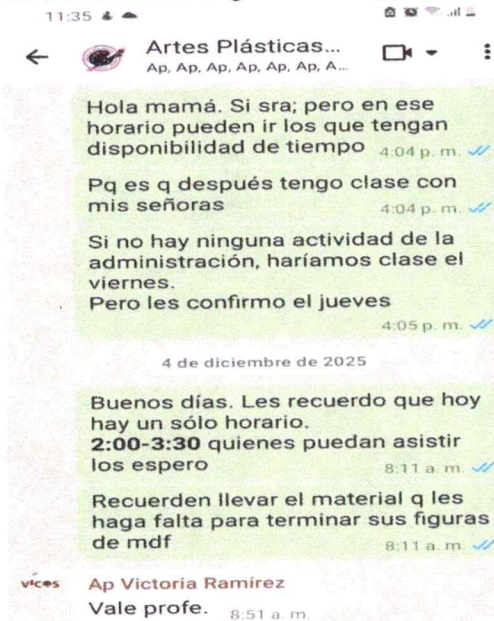 11:35
Artes Plásticas...
Ap, Ap, Ap, Ap, Ap, Ap, A...
Hola mamá. Si sra; pero en ese
horario pueden ir los que tengan
disponibilidad de tiempo 4:04 p. m.
Pq es q después tengo clase con
mis señoras 4:04 p. m.
Si no hay ninguna actividad de la
administración, haríamos clase el
viernes.
Pero les confirmo el jueves
4:05 p. m.
4 de diciembre de 2025
Buenos días. Les recuerdo que hoy
hay un sólo horario.
2:00-3:30 quienes puedan asistir
los espero 8:11 a. m.
Recuerden llevar el material q les
haga falta para terminar sus figuras
de mdf 8:11 a. m.
Ap Victoria Ramírez
Vale profe. 8:51 a. m.